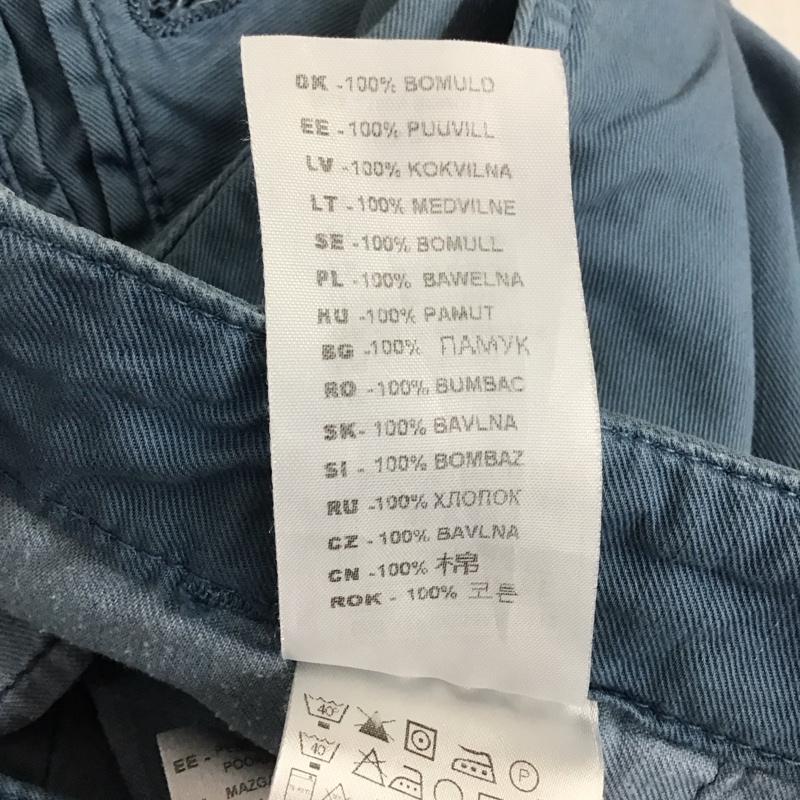 DK -100% BOMULD
EE -100% PUUVILL
LV -100% KOKVILNA
LT -100% MEDVILNE
SE -100% BOMULL
PL -100% BAWELNA
HU -100% PAMUT
BG -100% ПАМУК
RO -100% BUMBAC
SK- 100% BAVLNA
SI - 100% BOMBAZ
RU -100% ХЛОПОК
CZ -100% BAVLNA
CN -100% 棉
ROK - 100% 코튼
40°
40°
P
EE -